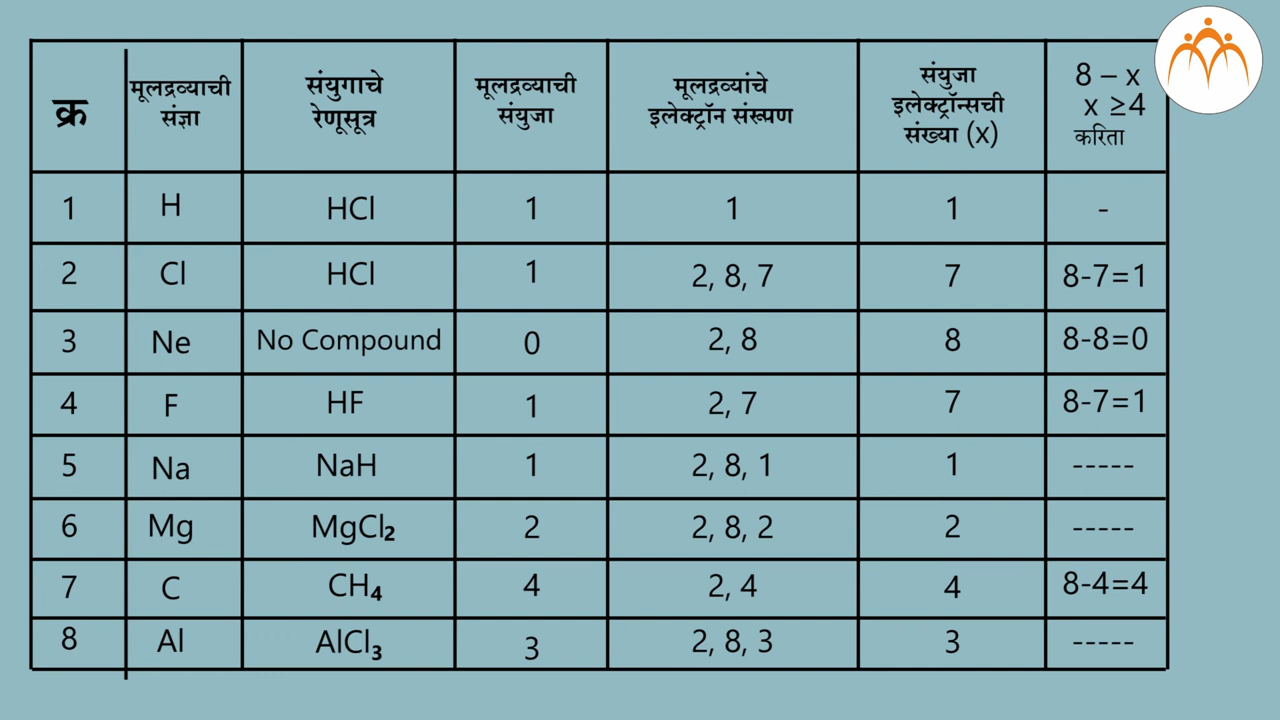 क्र मूलद्रव्याची संज्ञा संयुगाचे रेणूसूत्र मूलद्रव्याची संयुजा मूलद्रव्यांचे इलेक्ट्रॉन संरूपण संयुजा इलेक्ट्रॉन्सची संख्या (x) 8 – x x ≥4 करिता
1 H HCl 1 1 1 -
2 Cl HCl 1 2, 8, 7 7 8-7=1
3 Ne No Compound 0 2, 8 8 8-8=0
4 F HF 1 2, 7 7 8-7=1
5 Na NaH 1 2, 8, 1 1 -----
6 Mg MgCl₂ 2 2, 8, 2 2 -----
7 C CH₄ 4 2, 4 4 8-4=4
8 Al AlCl₃ 3 2, 8, 3 3 -----